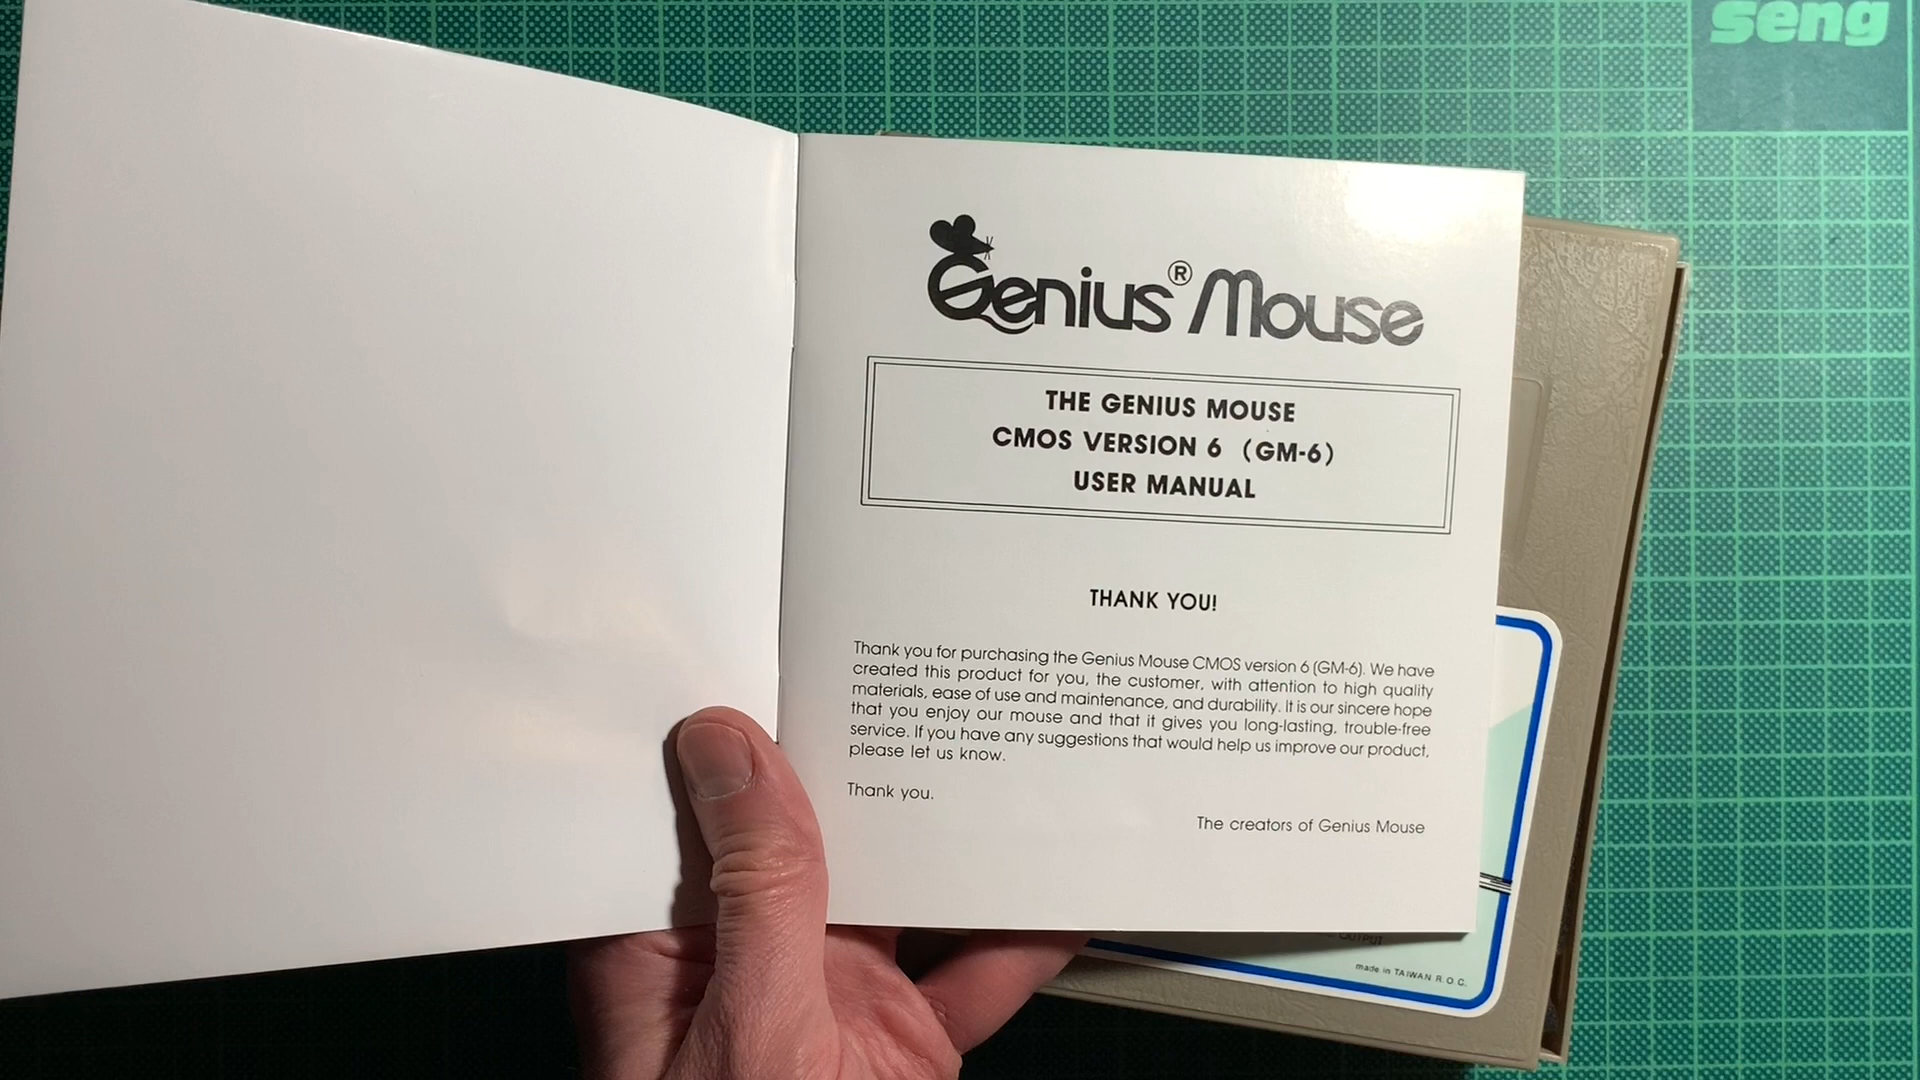 seng
Genius® Mouse
THE GENIUS MOUSE
CMOS VERSION 6 (GM-6)
USER MANUAL
THANK YOU!
Thank you for purchasing the Genius Mouse CMOS version 6 (GM-6). We have
created this product for you, the customer, with attention to high quality
materials, ease of use and maintenance, and durability. It is our sincere hope
that you enjoy our mouse and that it gives you long-lasting, trouble-free
service. If you have any suggestions that would help us improve our product,
please let us know.
Thank you.
The creators of Genius Mouse
OUTPUT
made in TAIWAN R.O.C.